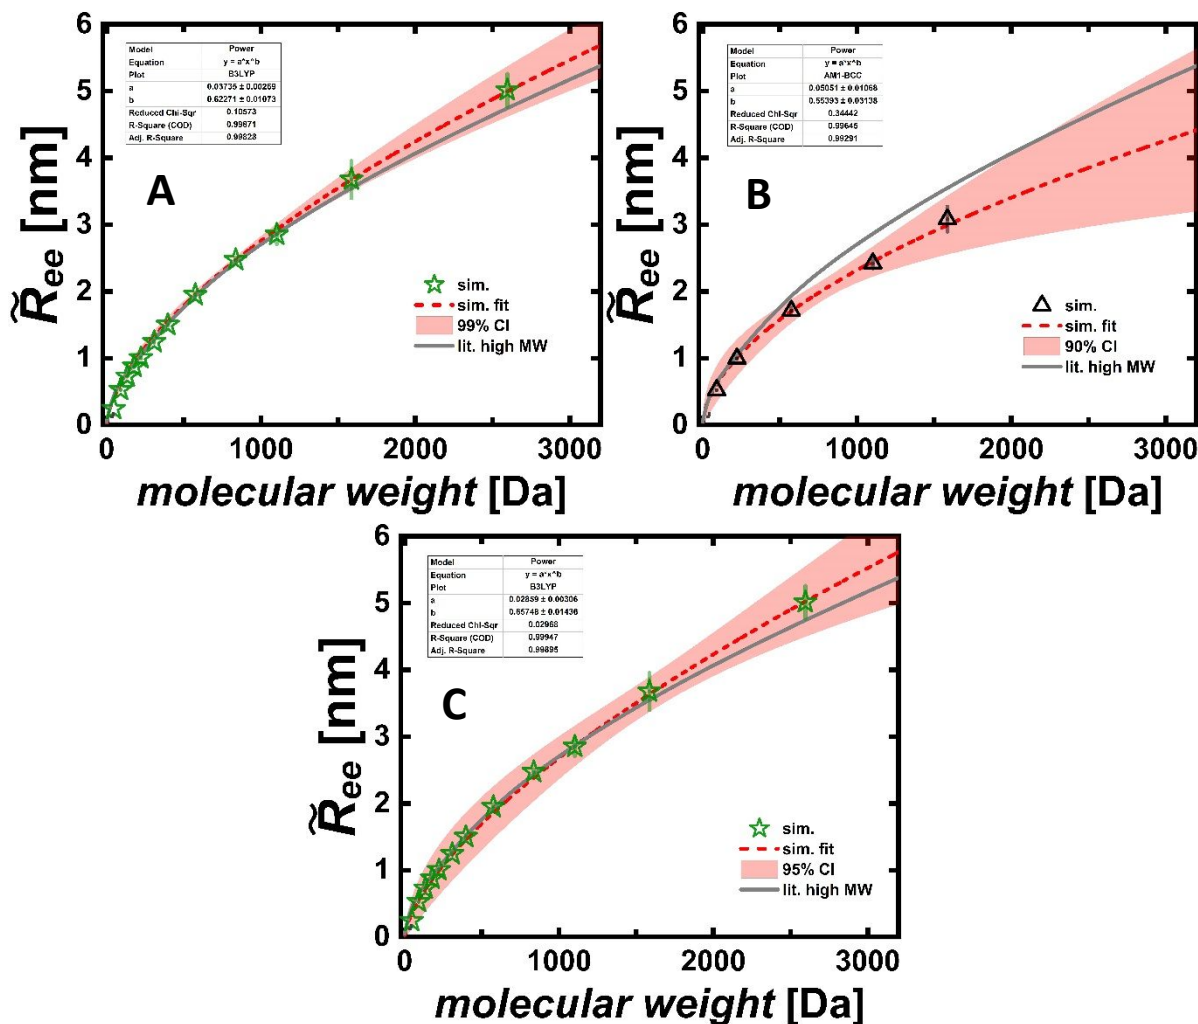 6
5
4
3
2
1
0
R̃ee [nm]
Model Power
Equation y = a*x^b
Plot B3LYP
a 0.03735 ± 0.00259
b 0.62271 ± 0.01073
Reduced Chi-Sqr 0.10573
R-Square (COD)
Adj. R-Square
A
sim.
sim. fit
99% CI
lit. high MW
0 1000 2000 3000
molecular weight [Da]
6
5
4
3
2
1
0
R̃ee [nm]
Model Power
Equation y = a*x^b
Plot AM1-BCC
a 0.05051 ± 0.01068
b 0.55393 ± 0.03138
Reduced Chi-Sqr 0.34442
R-Square (COD) 0.99645
Adj. R-Square 0.99291
B
sim.
sim. fit
90% CI
lit. high MW
0 1000 2000 3000
molecular weight [Da]
6
5
4
3
2
1
0
R̃ee [nm]
Model Power
Equation y = a*x^b
Plot B3LYP
a 0.02839 ± 0.00306
b 0.65748 ± 0.01436
Reduced Chi-Sqr 0.02968
R-Square (COD) 0.99947
Adj. R-Square 0.99895
C
sim.
sim. fit
95% CI
lit. high MW
0 1000 2000 3000
molecular weight [Da]